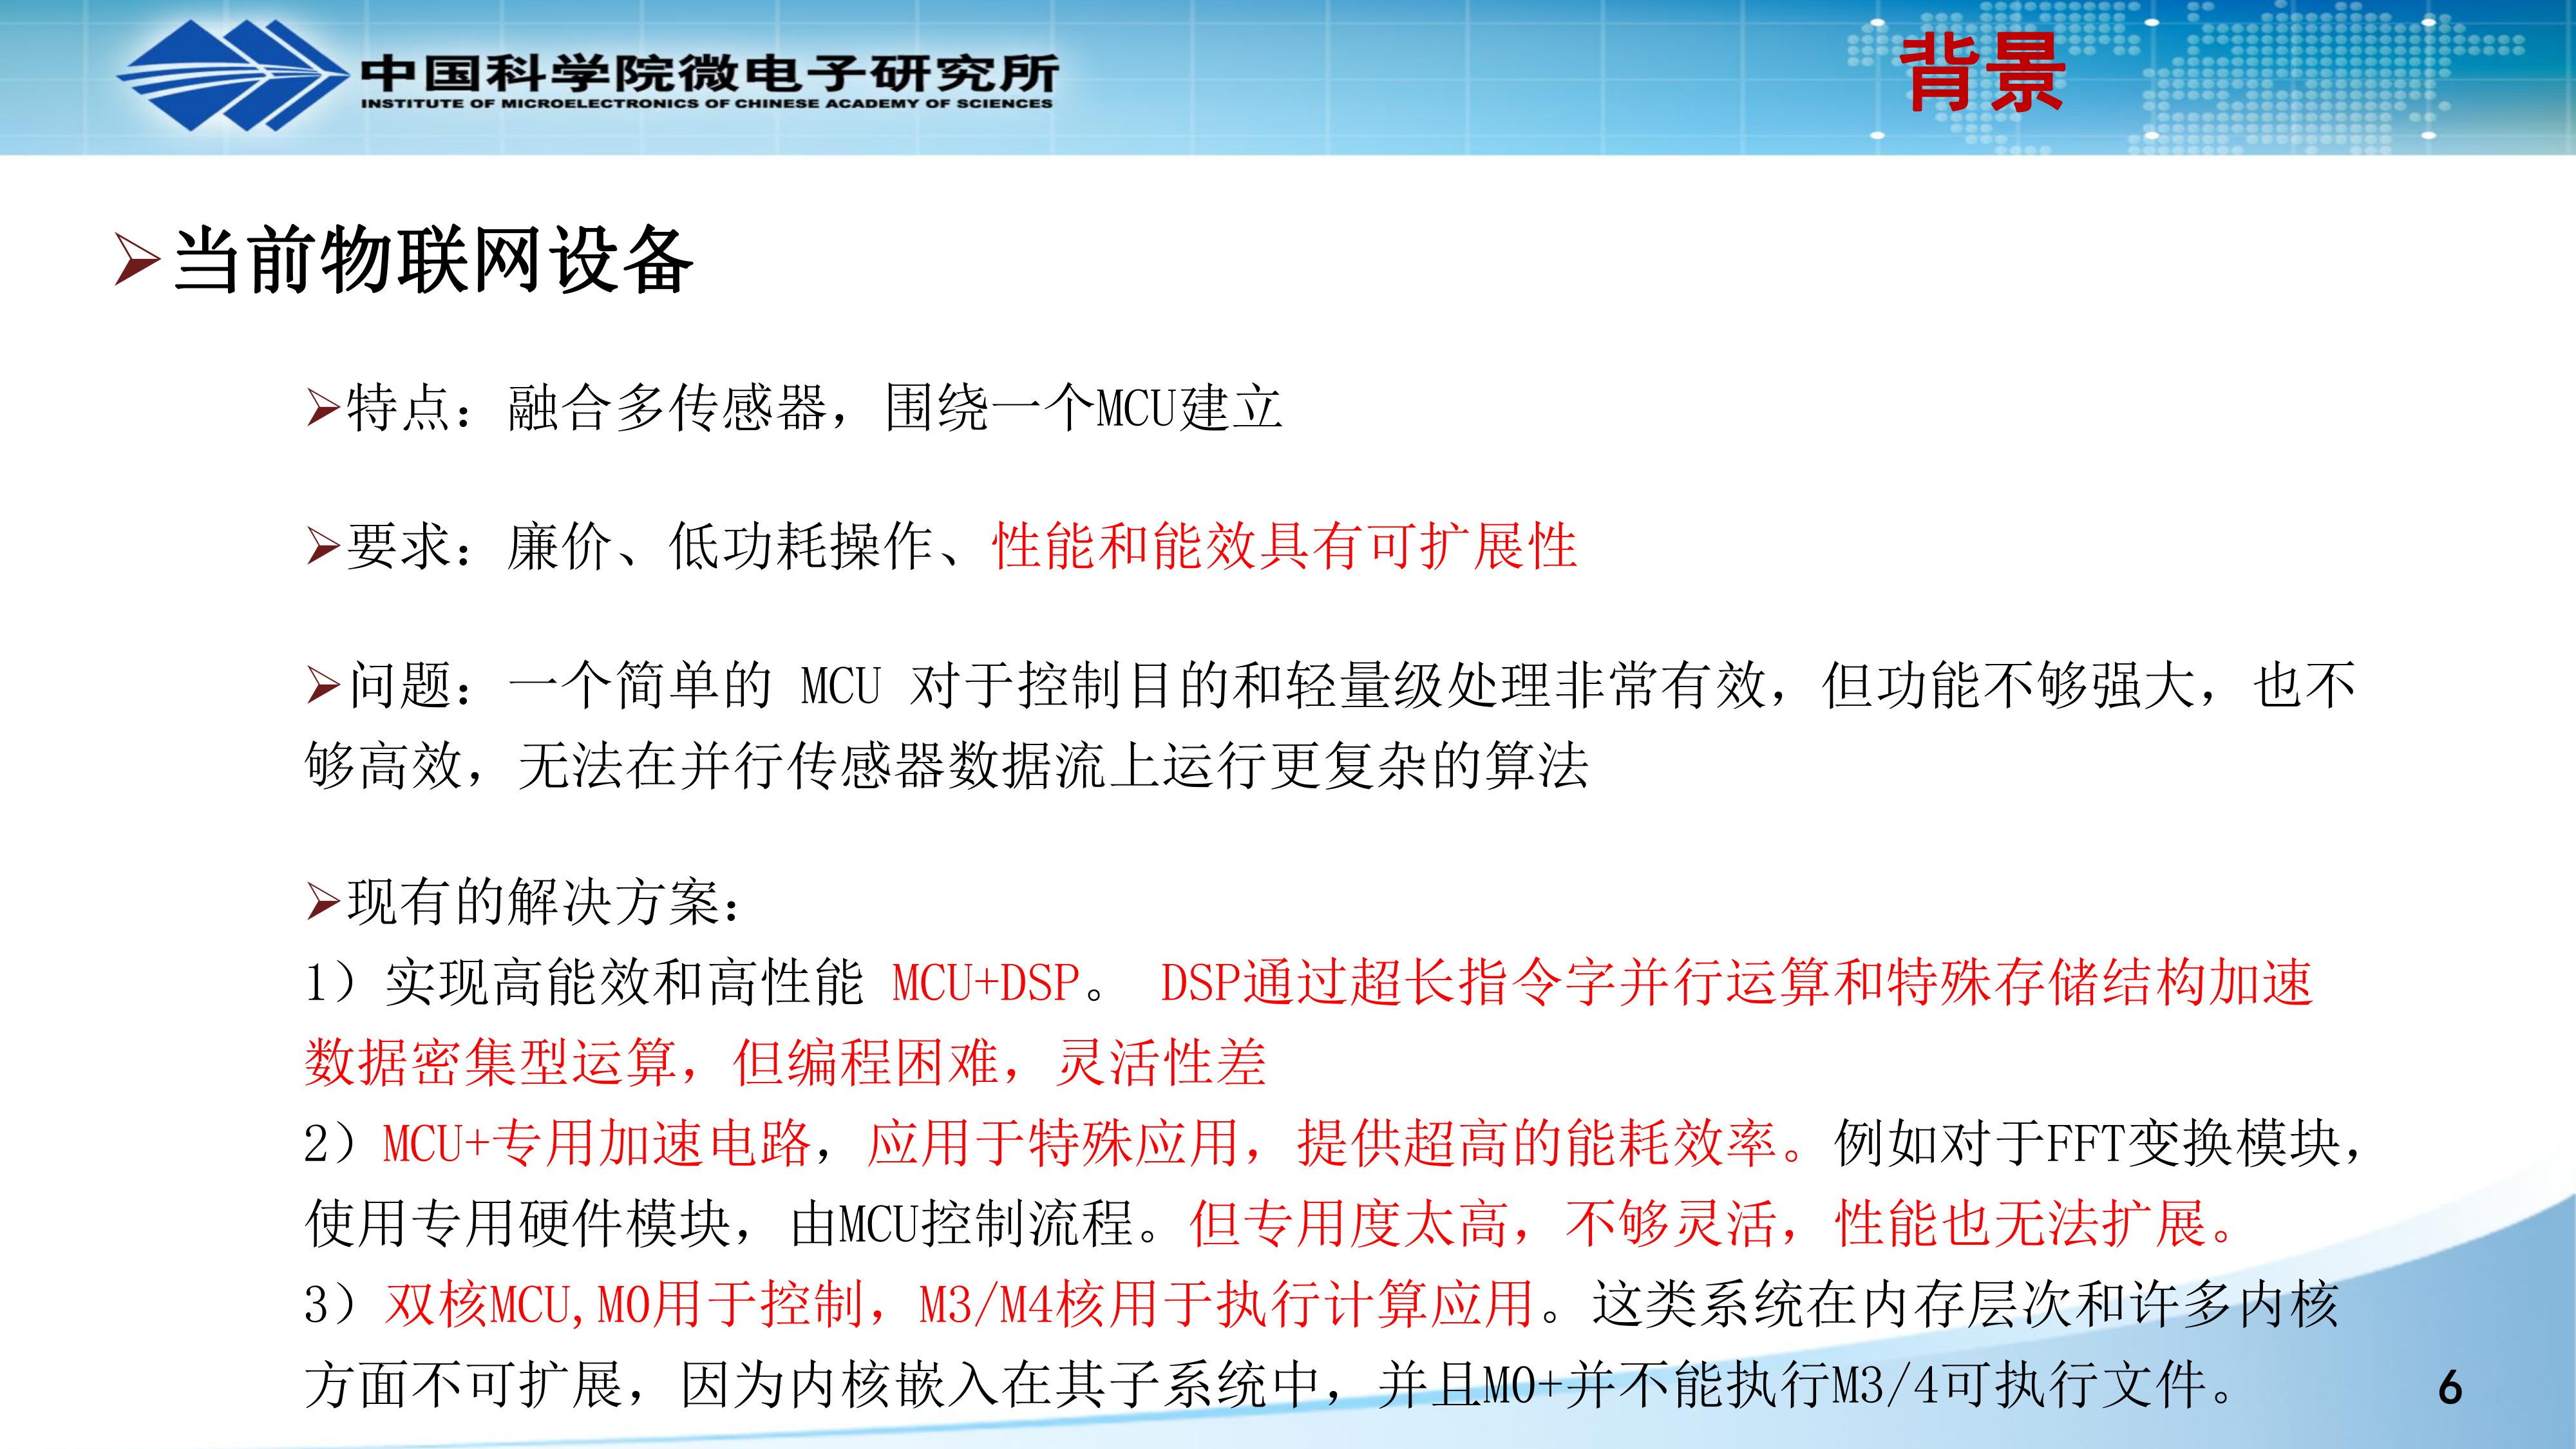 中国科学院微电子研究所
INSTITUTE OF MICROELECTRONICS OF CHINESE ACADEMY OF SCIENCES
背景
当前物联网设备
特点：融合多传感器，围绕一个MCU建立
要求：廉价、低功耗操作、性能和能效具有可扩展性
问题：一个简单的 MCU 对于控制目的和轻量级处理非常有效，但功能不够强大，也不
够高效，无法在并行传感器数据流上运行更复杂的算法
现有的解决方案：
1）实现高能效和高性能 MCU+DSP。 DSP通过超长指令字并行运算和特殊存储结构加速
数据密集型运算，但编程困难，灵活性差
2）MCU+专用加速电路，应用于特殊应用，提供超高的能耗效率。例如对于FFT变换模块，
使用专用硬件模块，由MCU控制流程。但专用度太高，不够灵活，性能也无法扩展。
3）双核MCU,M0用于控制，M3/M4核用于执行计算应用。这类系统在内存层次和许多内核
方面不可扩展，因为内核嵌入在其子系统中，并且M0+并不能执行M3/4可执行文件。
6